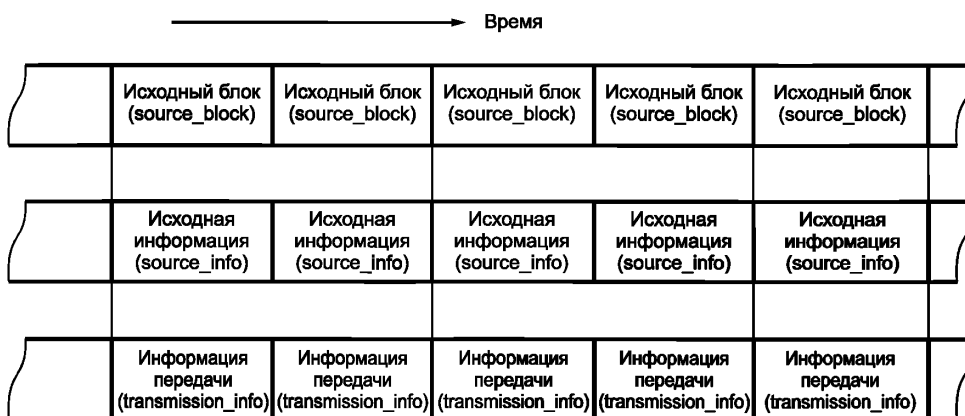 Время
Исходный блок Исходный блок Исходный блок Исходный блок Исходный блок
(source_block) (source_block) (source_block) (source_block) (source_block)
Исходная Исходная Исходная Исходная Исходная
информация информация информация информация информация
(source_info) (source_info) (source_info) (source_info) (source_info)
Информация Информация Информация Информация Информация
передачи передачи передачи передачи передачи
(transmission_info) (transmission_info) (transmission_info) (transmission_info) (transmission_info)